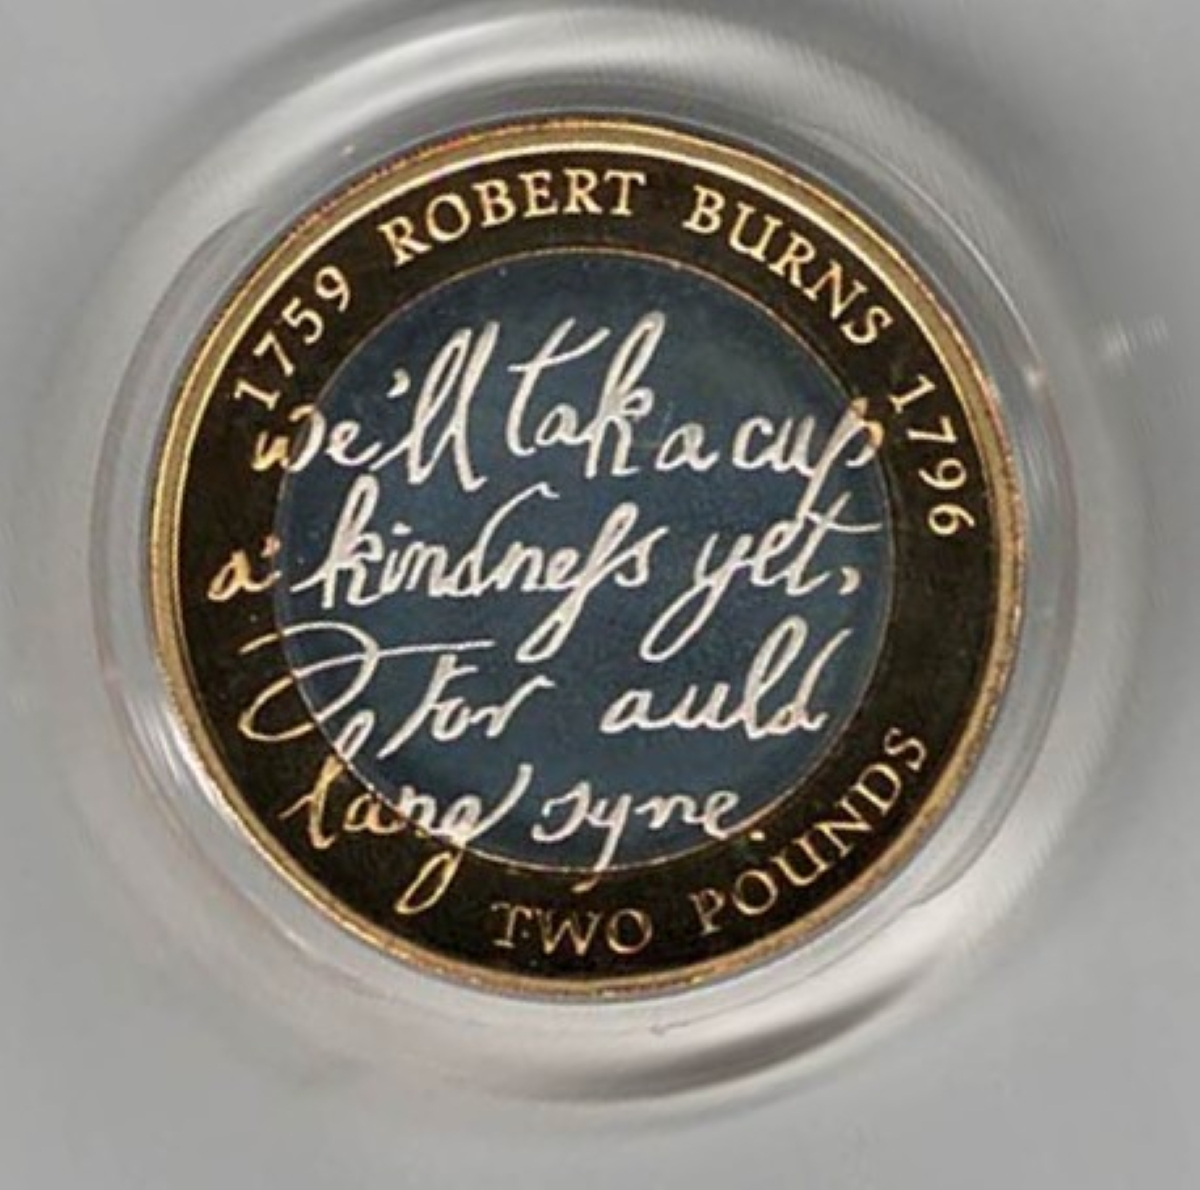 1759 ROBERT BURNS 1796
we'll tak a cup
a' kindneſs yet,
For auld
lang syne.
TWO POUNDS